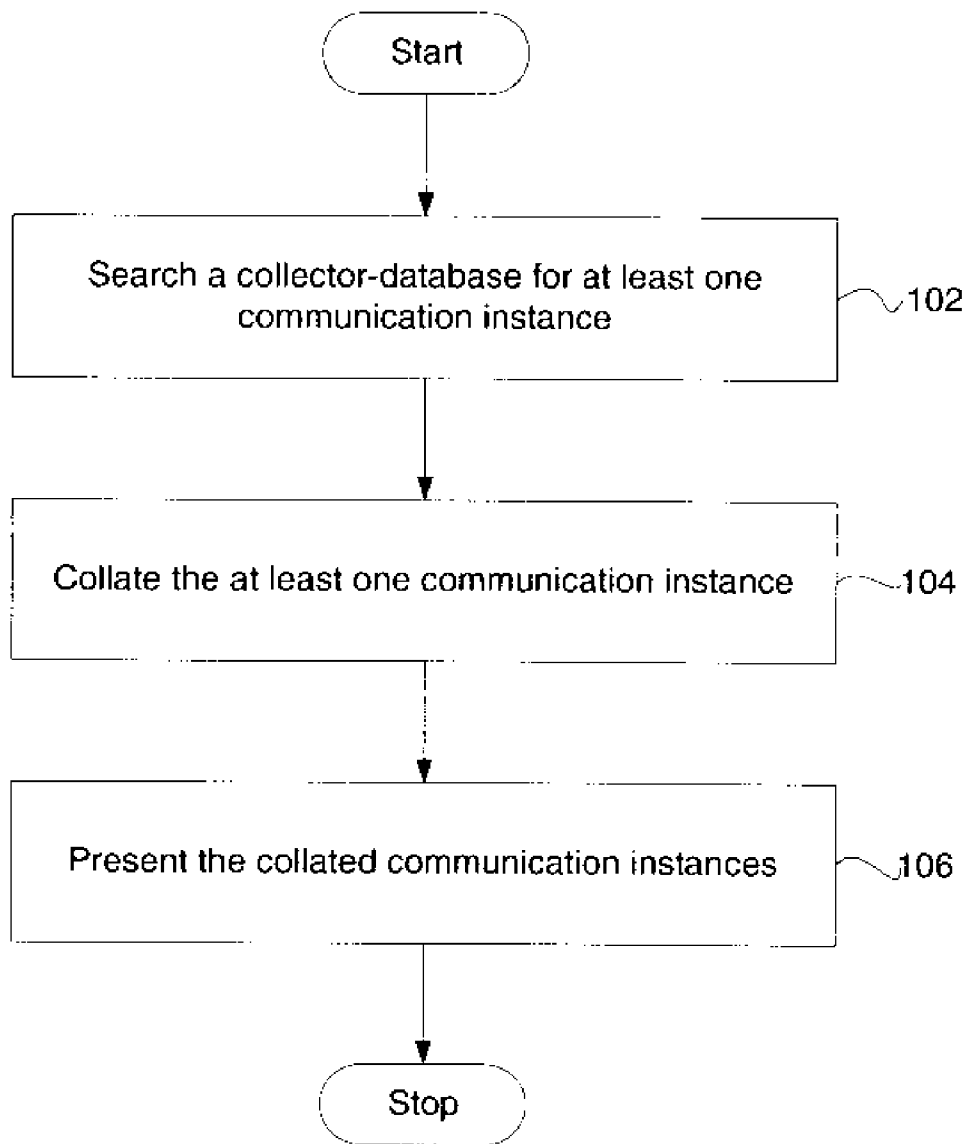 Start
Search a collector-database for at least one
communication instance
102
Collate the at least one communication instance
104
Present the collated communication instances
106
Stop